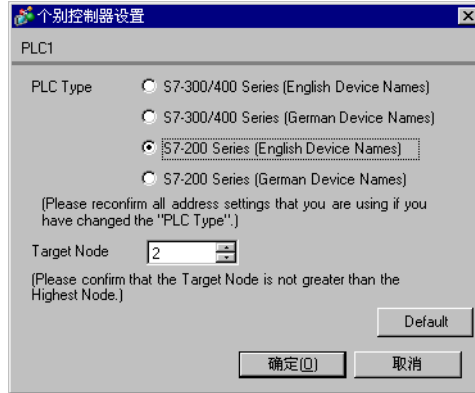 个别控制器设置
PLC1
PLC Type
S7-300/400 Series (English Device Names)
S7-300/400 Series (German Device Names)
S7-200 Series (English Device Names)
S7-200 Series (German Device Names)
(Please reconfirm all address settings that you are using if you
have changed the "PLC Type".)
Target Node 2
(Please confirm that the Target Node is not greater than the
Highest Node.)
Default
确定(O) 取消